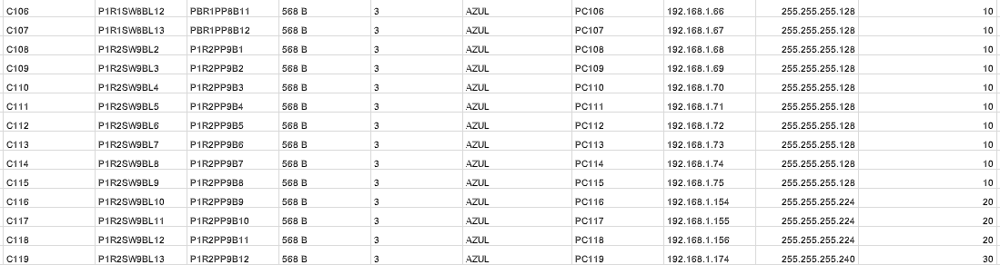 C106 P1R1SW8BL12 PBR1PP8B11 568 B 3 AZUL PC106 192.168.1.66 255.255.255.128 10
C107 P1R1SW8BL13 PBR1PP8B12 568 B 3 AZUL PC107 192.168.1.67 255.255.255.128 10
C108 P1R2SW9BL2 P1R2PP9B1 568 B 3 AZUL PC108 192.168.1.68 255.255.255.128 10
C109 P1R2SW9BL3 P1R2PP9B2 568 B 3 AZUL PC109 192.168.1.69 255.255.255.128 10
C110 P1R2SW9BL4 P1R2PP9B3 568 B 3 AZUL PC110 192.168.1.70 255.255.255.128 10
C111 P1R2SW9BL5 P1R2PP9B4 568 B 3 AZUL PC111 192.168.1.71 255.255.255.128 10
C112 P1R2SW9BL6 P1R2PP9B5 568 B 3 AZUL PC112 192.168.1.72 255.255.255.128 10
C113 P1R2SW9BL7 P1R2PP9B6 568 B 3 AZUL PC113 192.168.1.73 255.255.255.128 10
C114 P1R2SW9BL8 P1R2PP9B7 568 B 3 AZUL PC114 192.168.1.74 255.255.255.128 10
C115 P1R2SW9BL9 P1R2PP9B8 568 B 3 AZUL PC115 192.168.1.75 255.255.255.128 10
C116 P1R2SW9BL10 P1R2PP9B9 568 B 3 AZUL PC116 192.168.1.154 255.255.255.224 20
C117 P1R2SW9BL11 P1R2PP9B10 568 B 3 AZUL PC117 192.168.1.155 255.255.255.224 20
C118 P1R2SW9BL12 P1R2PP9B11 568 B 3 AZUL PC118 192.168.1.156 255.255.255.224 20
C119 P1R2SW9BL13 P1R2PP9B12 568 B 3 AZUL PC119 192.168.1.174 255.255.255.240 30